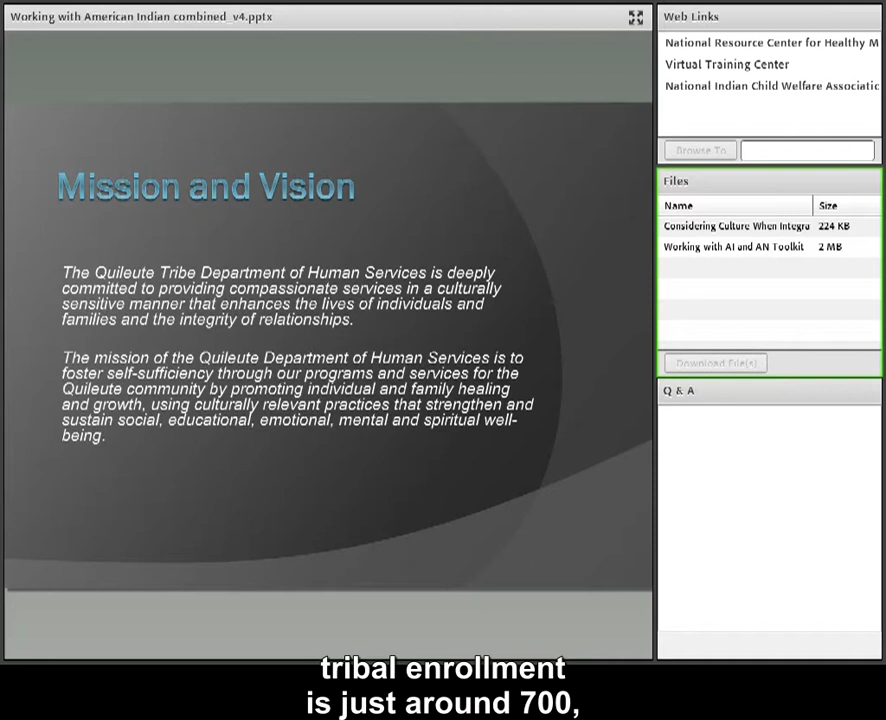 Working with American Indian combined_v4.pptx
Mission and Vision
The Quileute Tribe Department of Human Services is deeply
committed to providing compassionate services in a culturally
sensitive manner that enhances the lives of individuals and
families and the integrity of relationships.
The mission of the Quileute Department of Human Services is to
foster self-sufficiency through our programs and services for the
Quileute community by promoting individual and family healing
and growth, using culturally relevant practices that strengthen and
sustain social, educational, emotional, mental and spiritual well-
being.
Web Links
National Resource Center for Healthy M
Virtual Training Center
National Indian Child Welfare Associatic
Browse To
Files
Name Size
Considering Culture When Integra 224 KB
Working with AI and AN Toolkit 2 MB
Download File(s)
Q & A
tribal enrollment
is just around 700,